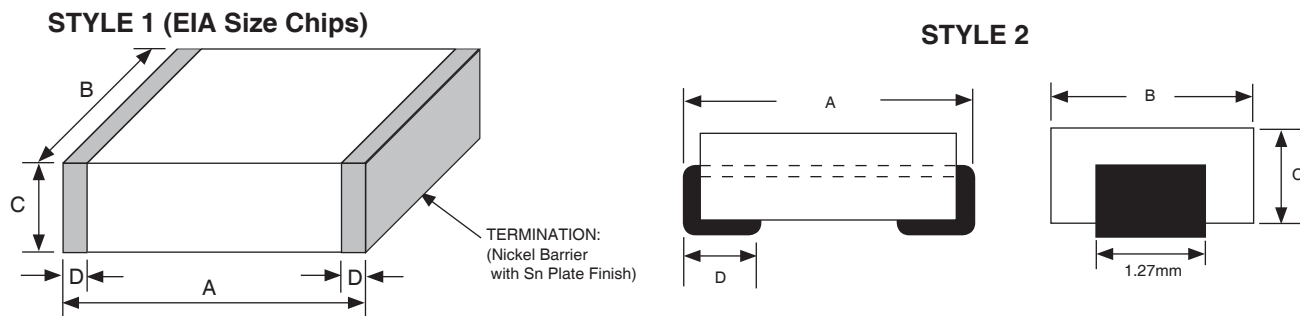 STYLE 1 (EIA Size Chips)
B
C
D
A
D
TERMINATION:
(Nickel Barrier
with Sn Plate Finish)
STYLE 2
A
D
B
C
1.27mm